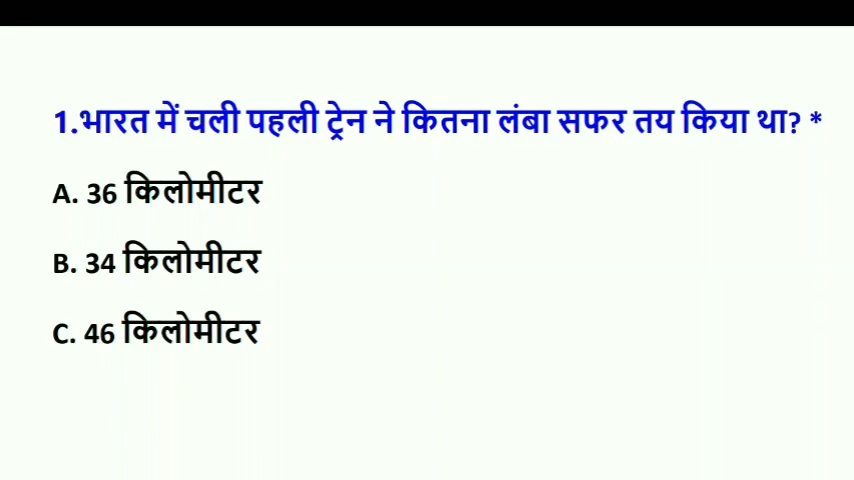 1.भारत में चली पहली ट्रेन ने कितना लंबा सफर तय किया था? *
A. 36 किलोमीटर
B. 34 किलोमीटर
C. 46 किलोमीटर